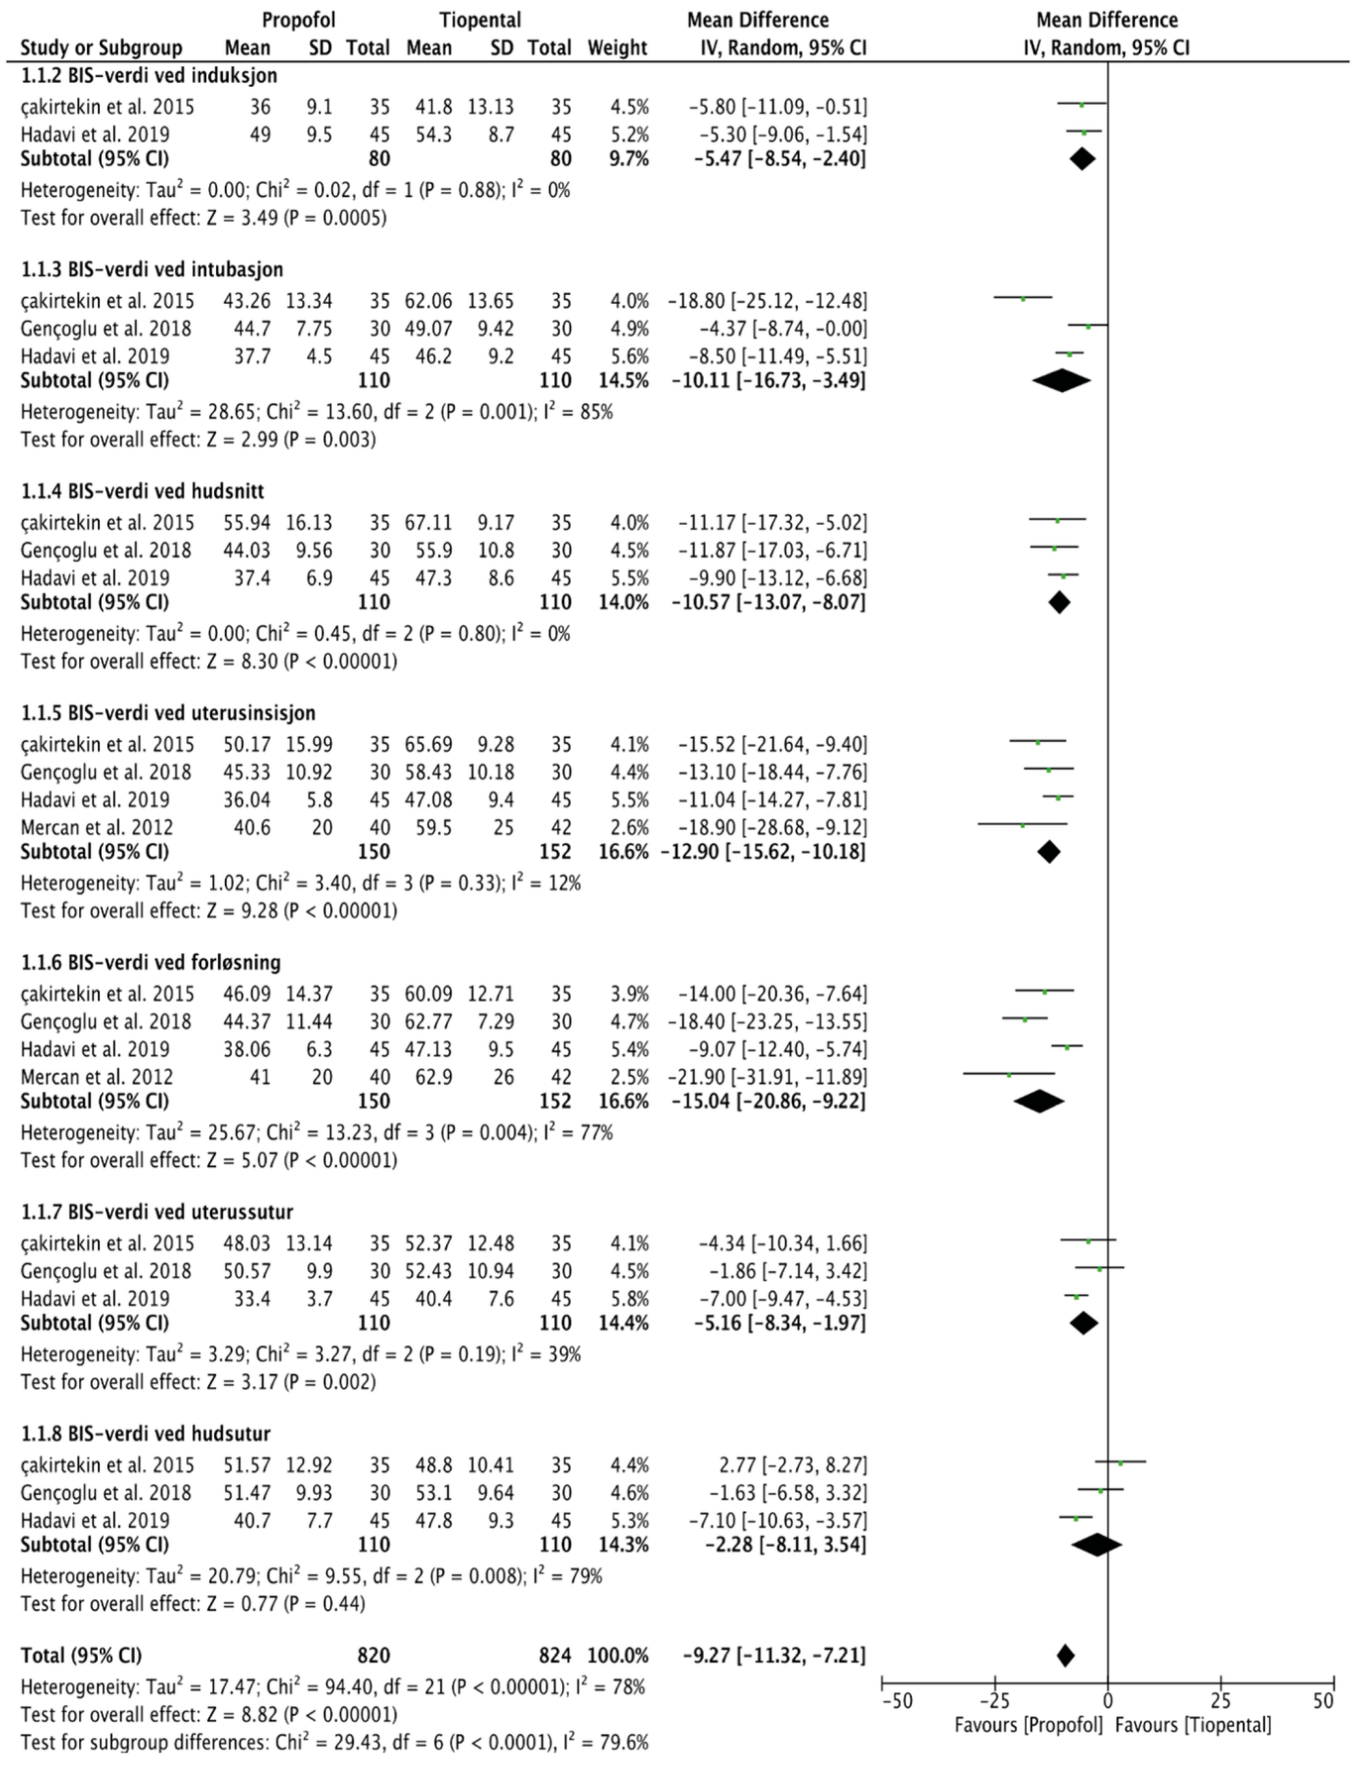 Propofol Tiopental Mean Difference Mean Difference
Study or Subgroup Mean SD Total Mean SD Total Weight IV, Random, 95% CI IV, Random, 95% CI
1.1.2 BIS-verdi ved induksjon
çakirtekin et al. 2015 36 9.1 35 41.8 13.13 35 4.5% -5.80 [-11.09, -0.51]
Hadavi et al. 2019 49 9.5 45 54.3 8.7 45 5.2% -5.30 [-9.06, -1.54]
Subtotal (95% CI) 80 80 9.7% -5.47 [-8.54, -2.40]
Heterogeneity: Tau² = 0.00; Chi² = 0.02, df = 1 (P = 0.88); I² = 0%
Test for overall effect: Z = 3.49 (P = 0.0005)
1.1.3 BIS-verdi ved intubasjon
çakirtekin et al. 2015 43.26 13.34 35 62.06 13.65 35 4.0% -18.80 [-25.12, -12.48]
Gençoglu et al. 2018 44.7 7.75 30 49.07 9.42 30 4.9% -4.37 [-8.74, -0.00]
Hadavi et al. 2019 37.7 4.5 45 46.2 9.2 45 5.6% -8.50 [-11.49, -5.51]
Subtotal (95% CI) 110 110 14.5% -10.11 [-16.73, -3.49]
Heterogeneity: Tau² = 28.65; Chi² = 13.60, df = 2 (P = 0.001); I² = 85%
Test for overall effect: Z = 2.99 (P = 0.003)
1.1.4 BIS-verdi ved hudsnitt
çakirtekin et al. 2015 55.94 16.13 35 67.11 9.17 35 4.0% -11.17 [-17.32, -5.02]
Gençoglu et al. 2018 44.03 9.56 30 55.9 10.8 30 4.5% -11.87 [-17.03, -6.71]
Hadavi et al. 2019 37.4 6.9 45 47.3 8.6 45 5.5% -9.90 [-13.12, -6.68]
Subtotal (95% CI) 110 110 14.0% -10.57 [-13.07, -8.07]
Heterogeneity: Tau² = 0.00; Chi² = 0.45, df = 2 (P = 0.80); I² = 0%
Test for overall effect: Z = 8.30 (P < 0.00001)
1.1.5 BIS-verdi ved uterusinsisjon
çakirtekin et al. 2015 50.17 15.99 35 65.69 9.28 35 4.1% -15.52 [-21.64, -9.40]
Gençoglu et al. 2018 45.33 10.92 30 58.43 10.18 30 4.4% -13.10 [-18.44, -7.76]
Hadavi et al. 2019 36.04 5.8 45 47.08 9.4 45 5.5% -11.04 [-14.27, -7.81]
Mercan et al. 2012 40.6 20 40 59.5 25 42 2.6% -18.90 [-28.68, -9.12]
Subtotal (95% CI) 150 152 16.6% -12.90 [-15.62, -10.18]
Heterogeneity: Tau² = 1.02; Chi² = 3.40, df = 3 (P = 0.33); I² = 12%
Test for overall effect: Z = 9.28 (P < 0.00001)
1.1.6 BIS-verdi ved forløsning
çakirtekin et al. 2015 46.09 14.37 35 60.09 12.71 35 3.9% -14.00 [-20.36, -7.64]
Gençoglu et al. 2018 44.37 11.44 30 62.77 7.29 30 4.7% -18.40 [-23.25, -13.55]
Hadavi et al. 2019 38.06 6.3 45 47.13 9.5 45 5.4% -9.07 [-12.40, -5.74]
Mercan et al. 2012 41 20 40 62.9 26 42 2.5% -21.90 [-31.91, -11.89]
Subtotal (95% CI) 150 152 16.6% -15.04 [-20.86, -9.22]
Heterogeneity: Tau² = 25.67; Chi² = 13.23, df = 3 (P = 0.004); I² = 77%
Test for overall effect: Z = 5.07 (P < 0.00001)
1.1.7 BIS-verdi ved uterussutur
çakirtekin et al. 2015 48.03 13.14 35 52.37 12.48 35 4.1% -4.34 [-10.34, 1.66]
Gençoglu et al. 2018 50.57 9.9 30 52.43 10.94 30 4.5% -1.86 [-7.14, 3.42]
Hadavi et al. 2019 33.4 3.7 45 40.4 7.6 45 5.8% -7.00 [-9.47, -4.53]
Subtotal (95% CI) 110 110 14.4% -5.16 [-8.34, -1.97]
Heterogeneity: Tau² = 3.29; Chi² = 3.27, df = 2 (P = 0.19); I² = 39%
Test for overall effect: Z = 3.17 (P = 0.002)
1.1.8 BIS-verdi ved hudsutur
çakirtekin et al. 2015 51.57 12.92 35 48.8 10.41 35 4.4% 2.77 [-2.73, 8.27]
Gençoglu et al. 2018 51.47 9.93 30 53.1 9.64 30 4.6% -1.63 [-6.58, 3.32]
Hadavi et al. 2019 40.7 7.7 45 47.8 9.3 45 5.3% -7.10 [-10.63, -3.57]
Subtotal (95% CI) 110 110 14.3% -2.28 [-8.11, 3.54]
Heterogeneity: Tau² = 20.79; Chi² = 9.55, df = 2 (P = 0.008); I² = 79%
Test for overall effect: Z = 0.77 (P = 0.44)
Total (95% CI) 820 824 100.0% -9.27 [-11.32, -7.21]
Heterogeneity: Tau² = 17.47; Chi² = 94.40, df = 21 (P < 0.00001); I² = 78%
Test for overall effect: Z = 8.82 (P < 0.00001)
Test for subgroup differences: Chi² = 29.43, df = 6 (P < 0.0001), I² = 79.6%
-50 -25 0 25 50
Favours [Propofol] Favours [Tiopental]